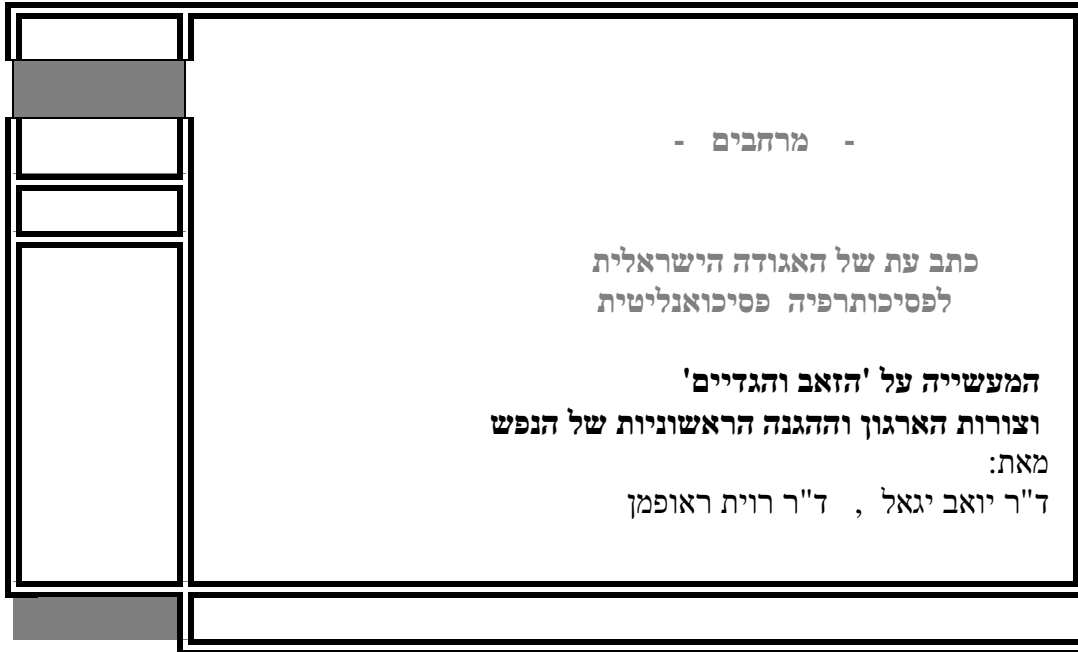 - מרחבים -
כתב עת של האגודה הישראלית
לפסיכותרפיה פסיכואנליטית
המעשייה על 'הזאב והגדיים'
וצורות הארגון וההגנה הראשוניות של הנפש
מאת:
ד"ר יואב יגאל , ד"ר רוית ראופמן